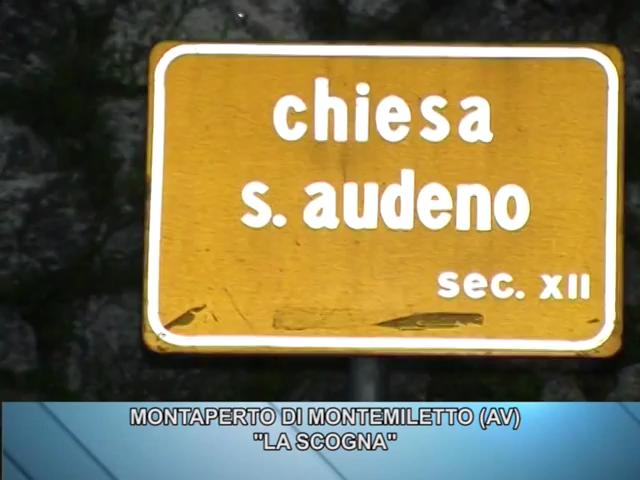 chiesa
s. audeno
sec. XII
MONTAPERTO DI MONTEMILETTO (AV)
"LA SCOGNA"